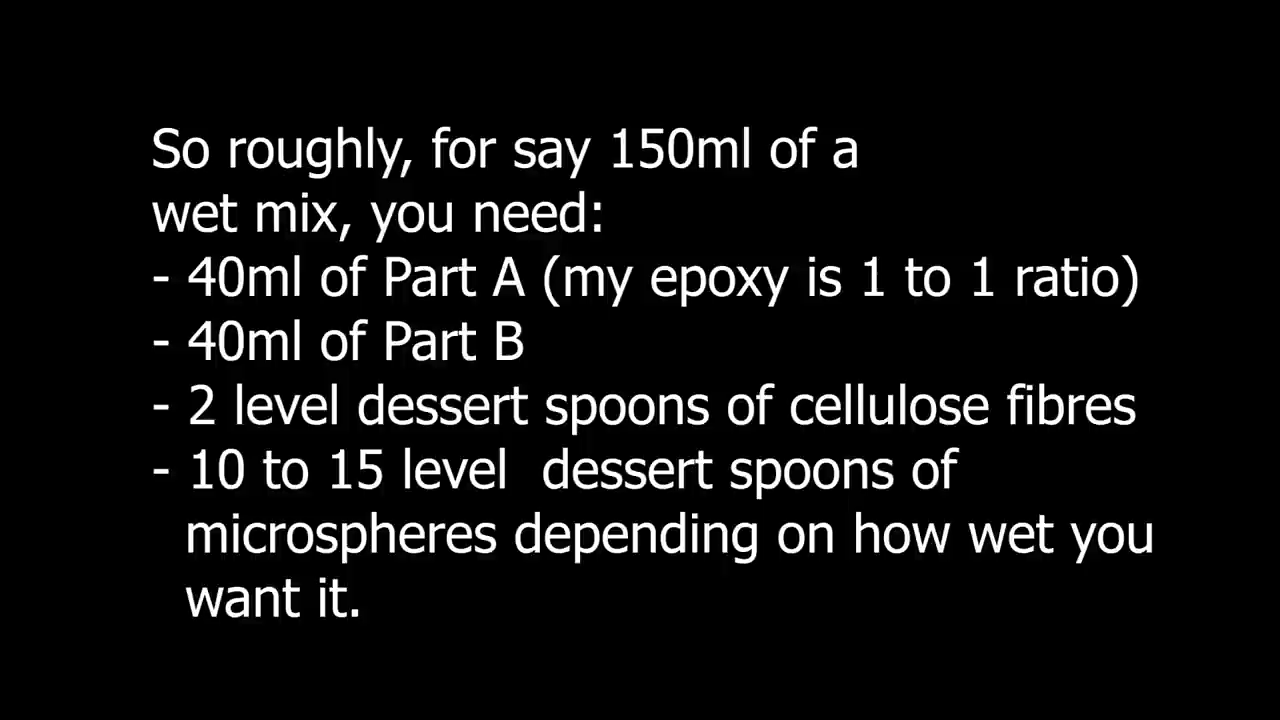 So roughly, for say 150ml of a
wet mix, you need:
- 40ml of Part A (my epoxy is 1 to 1 ratio)
- 40ml of Part B
- 2 level dessert spoons of cellulose fibres
- 10 to 15 level  dessert spoons of
microspheres depending on how wet you
want it.